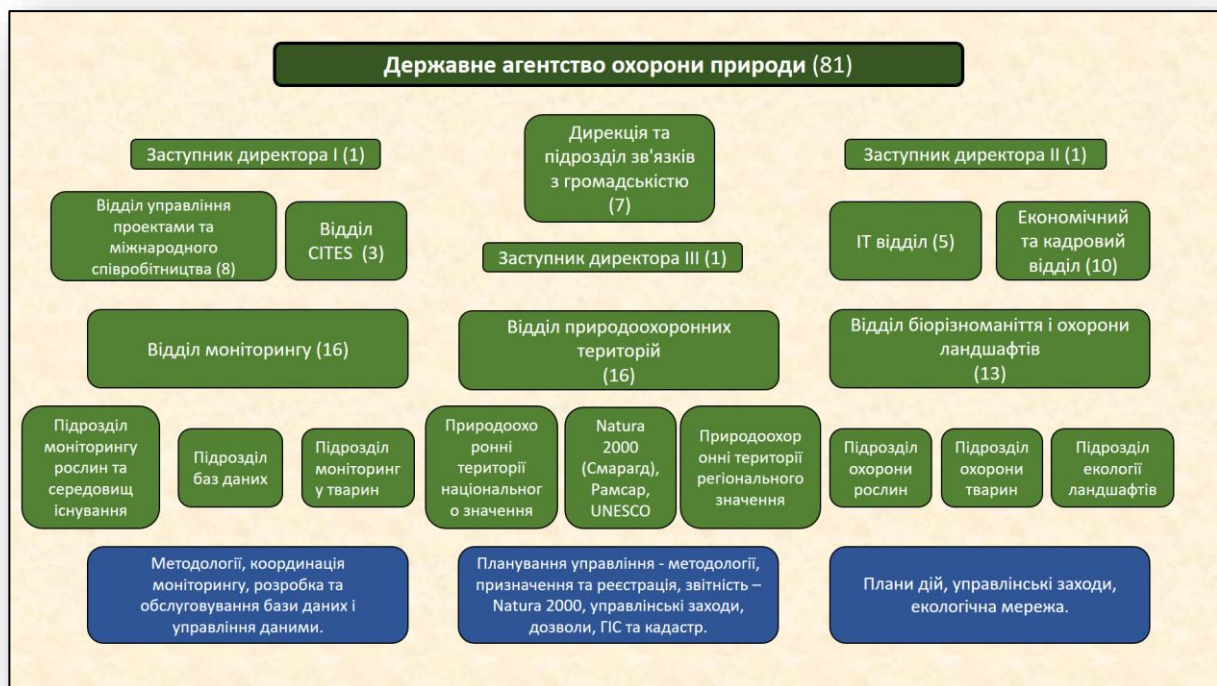 Державне агентство охорони природи (81)
Дирекція та
підрозділ зв'язків
з громадськістю
(7)
Заступник директора I (1)
Заступник директора II (1)
Відділ управління
проектами та
міжнародного
співробітництва (8)
Відділ
CITES (3)
Заступник директора III (1)
ІТ відділ (5)
Економічний
та кадровий
відділ (10)
Відділ моніторингу (16)
Відділ природоохоронних
територій
(16)
Відділ біорізноманіття і охорони
ландшафтів
(13)
Підрозділ
моніторингу
рослин та
середовищ
існування
Підрозділ
баз даних
Підрозділ
моніторинг
у тварин
Природоохо
ронні
території
національног
о значення
Natura
2000
(Смарагд),
Рамсар,
UNESCO
Природоохор
онні території
регіонального
значення
Підрозділ
охорони
рослин
Підрозділ
охорони
тварин
Підрозділ
екології
ландшафтів
Методології, координація
моніторингу, розробка та
обслуговування бази даних і
управління даними.
Планування управління - методології,
призначення та реєстрація, звітність –
Natura 2000, управлінські заходи,
дозволи, ГІС та кадастр.
Плани дій, управлінські заходи,
екологічна мережа.